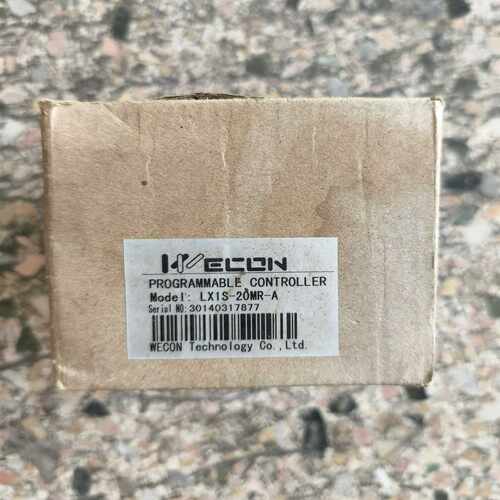 WECON
PROGRAMMABLE CONTROLLER
Model: LX1S-20MR-A
Serial NO:30140317877
WECON Technology Co.,Ltd.